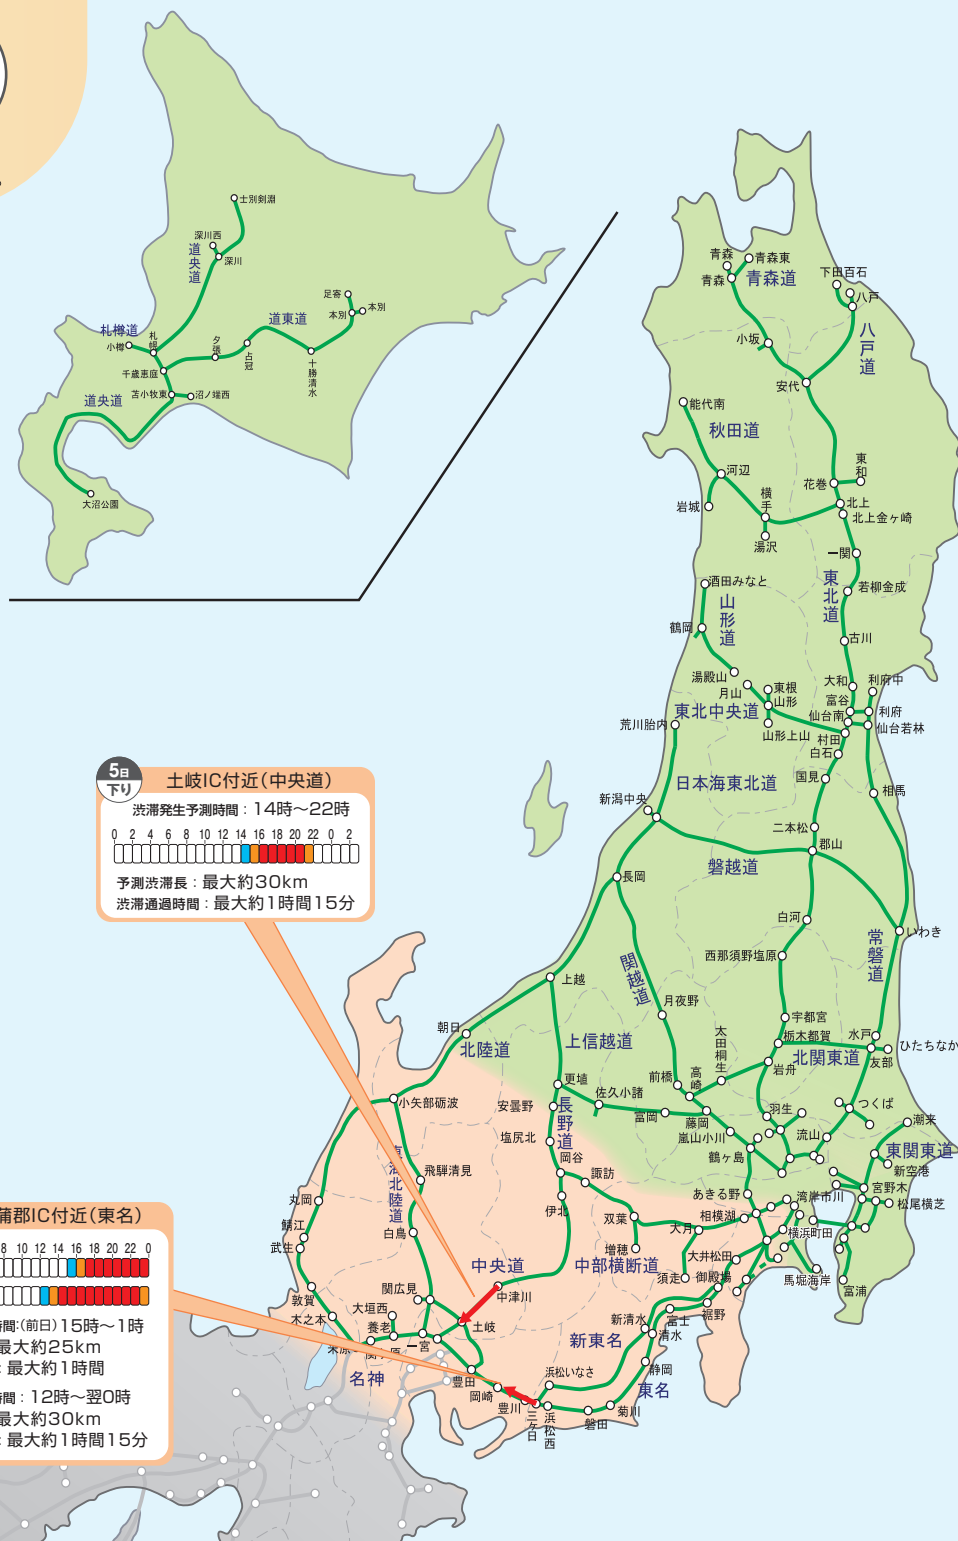 士別剣淵
深川西
道央道
深川
足寄
本別
本別
道東道
札樽道
小樽
札幌
夕張
占冠
十勝清水
千歳恵庭
苫小牧東
沼ノ端西
道央道
大沼公園
青森
青森東
青森
青森道
下田百石
八戸
八戸道
小坂
安代
能代南
秋田道
河辺
岩城
横手
湯沢
東和
花巻
北上
北上金ヶ崎
一関
東北道
若柳金成
酒田みなと
山形道
鶴岡
古川
湯殿山
月山
東根
山形
東北中央道
山形上山
大和
利府中
富谷
利府
仙台南
仙台若林
村田
白石
荒川胎内
国見
相馬
日本海東北道
新潟中央
二本松
郡山
磐越道
長岡
白河
いわき
常磐道
西那須野塩原
関越道
上越
月夜野
宇都宮
朝日
北陸道
上信越道
太田桐生
栃木都賀
水戸
ひたちなか
北関東道
友部
岩舟
更埴
佐久小諸
前橋
高崎
小矢部砺波
安曇野
長野道
富岡
藤岡
羽生
つくば
潮来
嵐山小川
流山
塩尻北
鶴ヶ島
東関東道
岡谷
新空港
飛騨清見
諏訪
あきる野
湾岸市川
宮野木
松尾横芝
丸岡
白鳥
伊北
双葉
相模湖
鯖江
大月
横浜町田
武生
増穂
大井松田
中央道
中部横断道
須走
御殿場
馬堀海岸
敦賀
関広見
中津川
富浦
大垣西
木之本
養老
土岐
新清水
富士
裾野
一宮
新東名
清水
名神
浜松いなさ
静岡
豊田
岡崎
東名
豊川
三ケ日
浜松西
磐田
菊川
5日
下り
土岐IC付近（中央道）
渋滞発生予測時間：14時～22時
0 2 4 6 8 10 12 14 16 18 20 22 0 2
予測渋滞長：最大約30km
渋滞通過時間：最大約1時間15分
蒲郡IC付近（東名）
8 10 12 14 16 18 20 22 0
時間:(前日)15時～1時
最大約25km
：最大約1時間
時間：12時～翌0時
最大約30km
：最大約1時間15分